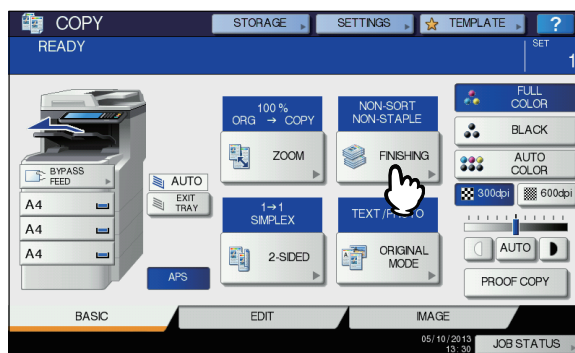 COPY
STORAGE
SETTINGS
TEMPLATE
?
READY
SET
1
100 %
ORG → COPY
ZOOM
NON-SORT
NON-STAPLE
FINISHING
FULL
COLOR
BLACK
AUTO
COLOR
300dpi
600dpi
BYPASS
FEED
A4
A4
A4
AUTO
EXIT
TRAY
APS
1→1
SIMPLEX
2-SIDED
TEXT/PHOTO
ORIGINAL
MODE
AUTO
PROOF COPY
BASIC
EDIT
IMAGE
05/10/2013
13:30
JOB STATUS